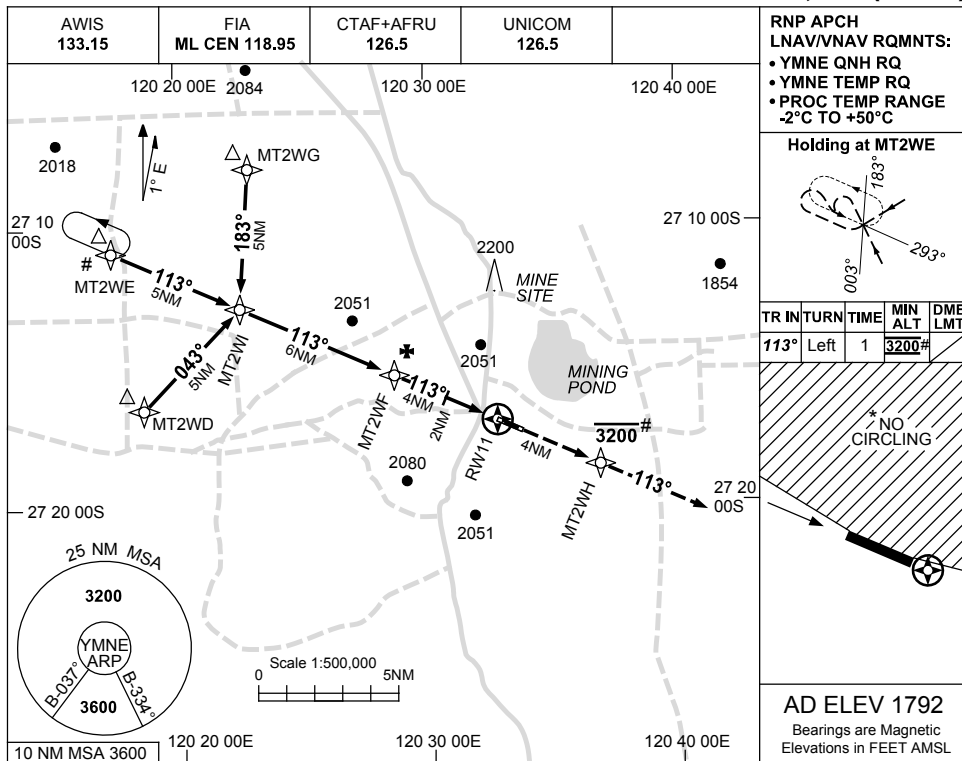 AWIS
133.15
FIA
ML CEN 118.95
CTAF+AFRU
126.5
UNICOM
126.5
RNP APCH
LNAV/VNAV RQMNTS:
• YMNE QNH RQ
• YMNE TEMP RQ
• PROC TEMP RANGE
-2°C TO +50°C
120 20 00E
120 30 00E
120 40 00E
2084
2018
1° E
MT2WG
27 10
00S
27 10 00S
183°
5NM
#
MT2WE
113°
5NM
2200
MINE
SITE
1854
2051
113°
6NM
2051
MINING
POND
043°
5NM
MT2WI
MT2WD
MT2WF
113°
4NM
2NM
RW11
4NM
3200#
MT2WH
113°
2080
2051
27 20 00S
27 20
00S
Holding at MT2WE
183°
293°
003°
TR IN
TURN
TIME
MIN
ALT
DME
LMT
113°
Left
1
3200#
* NO
CIRCLING
25 NM MSA
3200
YMNE
ARP
B-037°
B-334°
3600
10 NM MSA 3600
Scale 1:500,000
0
5NM
120 20 00E
120 30 00E
120 40 00E
AD ELEV 1792
Bearings are Magnetic
Elevations in FEET AMSL